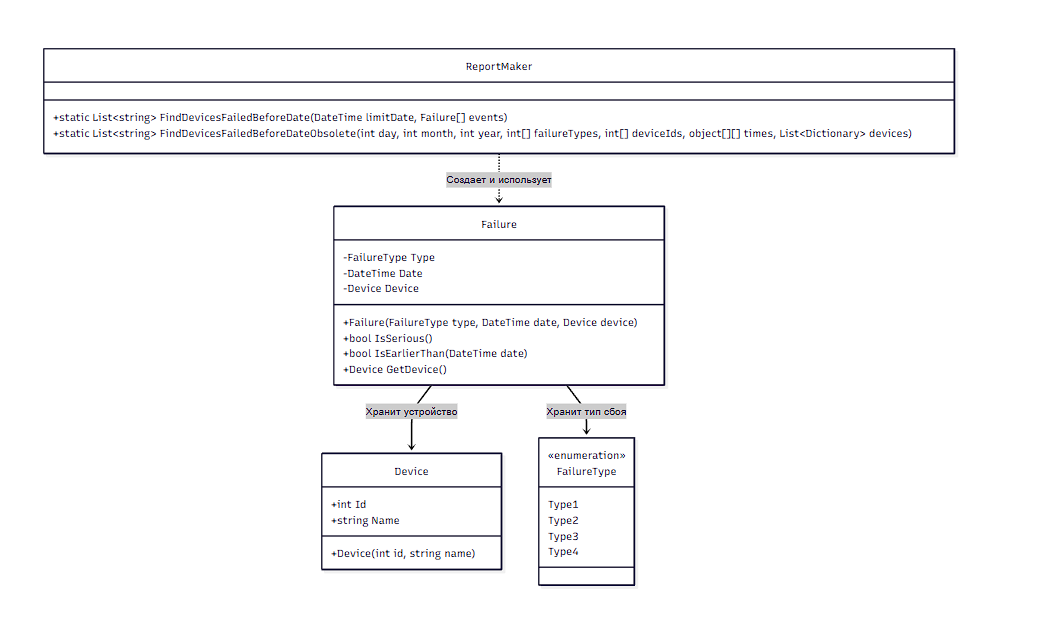 ReportMaker
+static List<string> FindDevicesFailedBeforeDate(DateTime limitDate, Failure[] events)
+static List<string> FindDevicesFailedBeforeDateObsolete(int day, int month, int year, int[] failureTypes, int[] deviceIds, object[][] times, List<Dictionary> devices)
Создает и использует
Failure
-FailureType Type
-DateTime Date
-Device Device
+Failure(FailureType type, DateTime date, Device device)
+bool IsSerious()
+bool IsEarlierThan(DateTime date)
+Device GetDevice()
Хранит устройство
Хранит тип сбоя
Device
+int Id
+string Name
+Device(int id, string name)
«enumeration»
FailureType
Type1
Type2
Type3
Type4